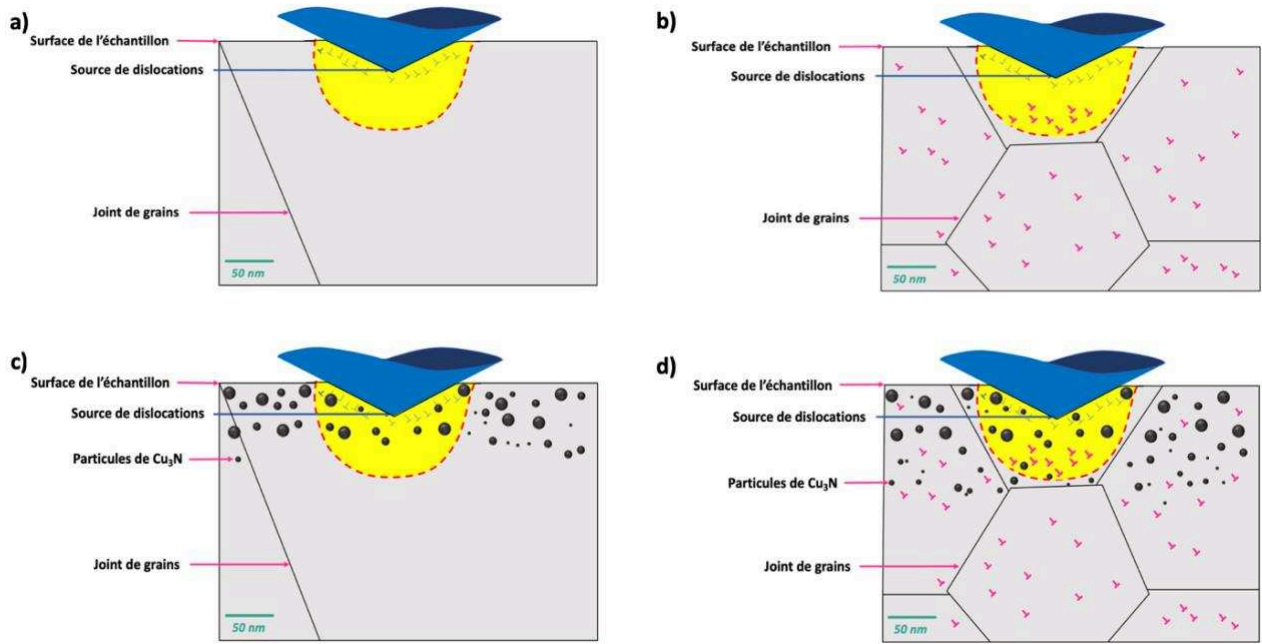 a)
Surface de l'échantillon
Source de dislocations
Joint de grains
50 nm
b)
Surface de l'échantillon
Source de dislocations
Joint de grains
50 nm
c)
Surface de l'échantillon
Source de dislocations
Particules de Cu₃N
Joint de grains
50 nm
d)
Surface de l'échantillon
Source de dislocations
Particules de Cu₃N
Joint de grains
50 nm